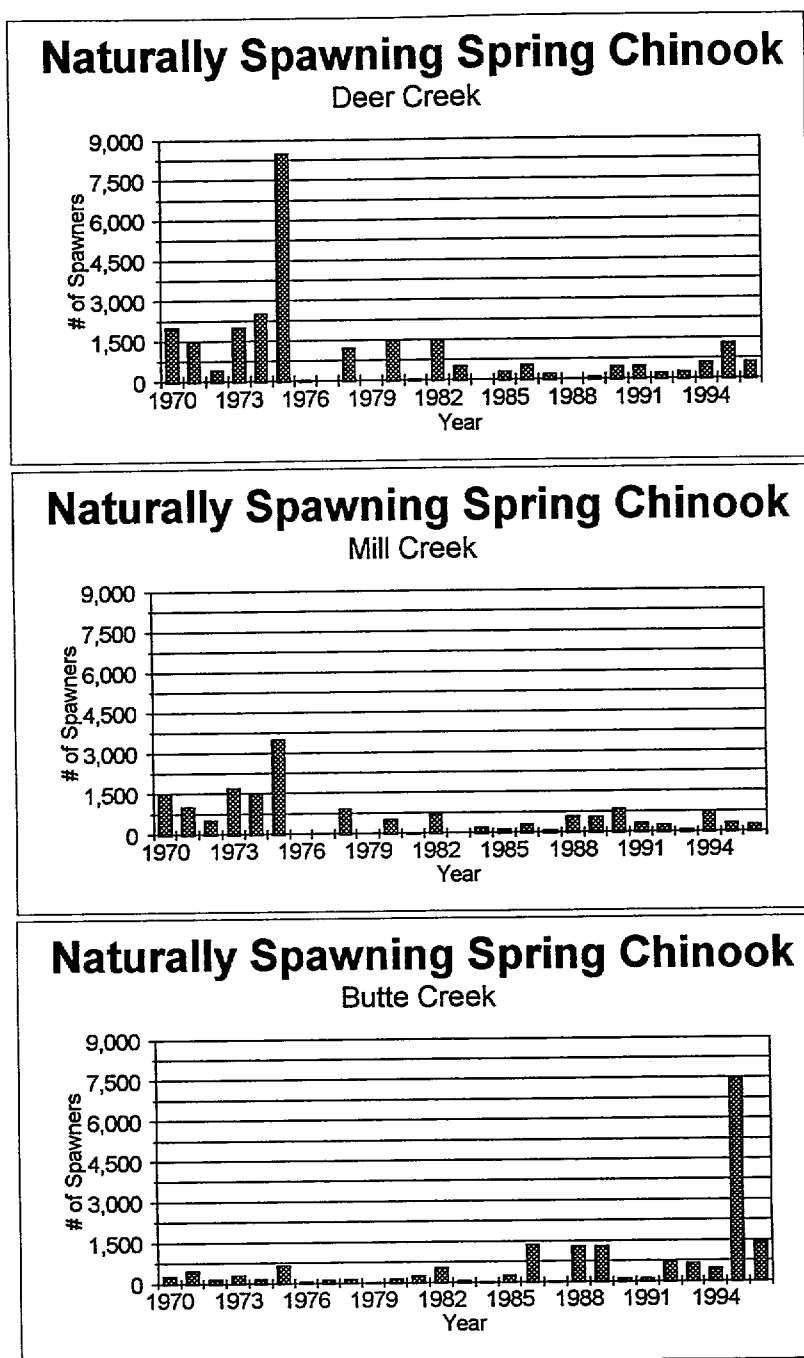 Naturally Spawning Spring Chinook
Deer Creek
# of Spawners
9,000
7,500
6,000
4,500
3,000
1,500
0
1970 1973 1976 1979 1982 1985 1988 1991 1994
Year
Naturally Spawning Spring Chinook
Mill Creek
# of Spawners
9,000
7,500
6,000
4,500
3,000
1,500
0
1970 1973 1976 1979 1982 1985 1988 1991 1994
Year
Naturally Spawning Spring Chinook
Butte Creek
# of Spawners
9,000
7,500
6,000
4,500
3,000
1,500
0
1970 1973 1976 1979 1982 1985 1988 1991 1994
Year